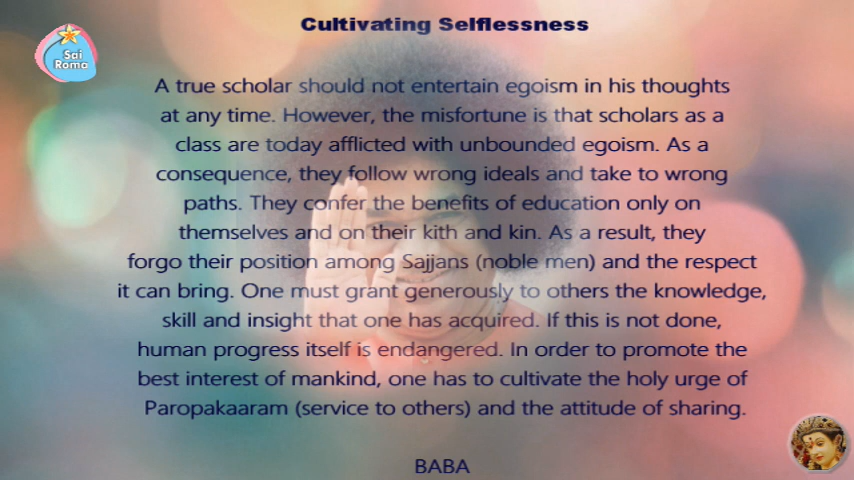 Cultivating Selflessness
Sai
Roma
A true scholar should not entertain egoism in his thoughts
at any time. However, the misfortune is that scholars as a
class are today afflicted with unbounded egoism. As a
consequence, they follow wrong ideals and take to wrong
paths. They confer the benefits of education only on
themselves and on their kith and kin. As a result, they
forgo their position among Sajjans (noble men) and the respect
it can bring. One must grant generously to others the knowledge,
skill and insight that one has acquired. If this is not done,
human progress itself is endangered. In order to promote the
best interest of mankind, one has to cultivate the holy urge of
Paropakaaram (service to others) and the attitude of sharing.
BABA